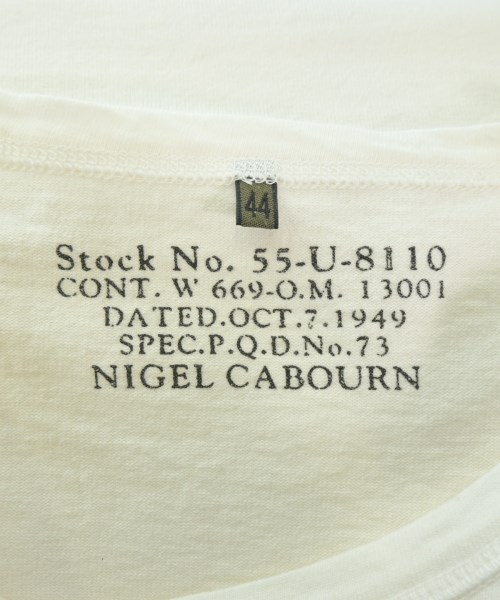 44
Stock No. 55-U-8110
CONT. W 669-O.M. 13001
DATED.OCT.7.1949
SPEC.P.Q.D.No.73
NIGEL CABOURN